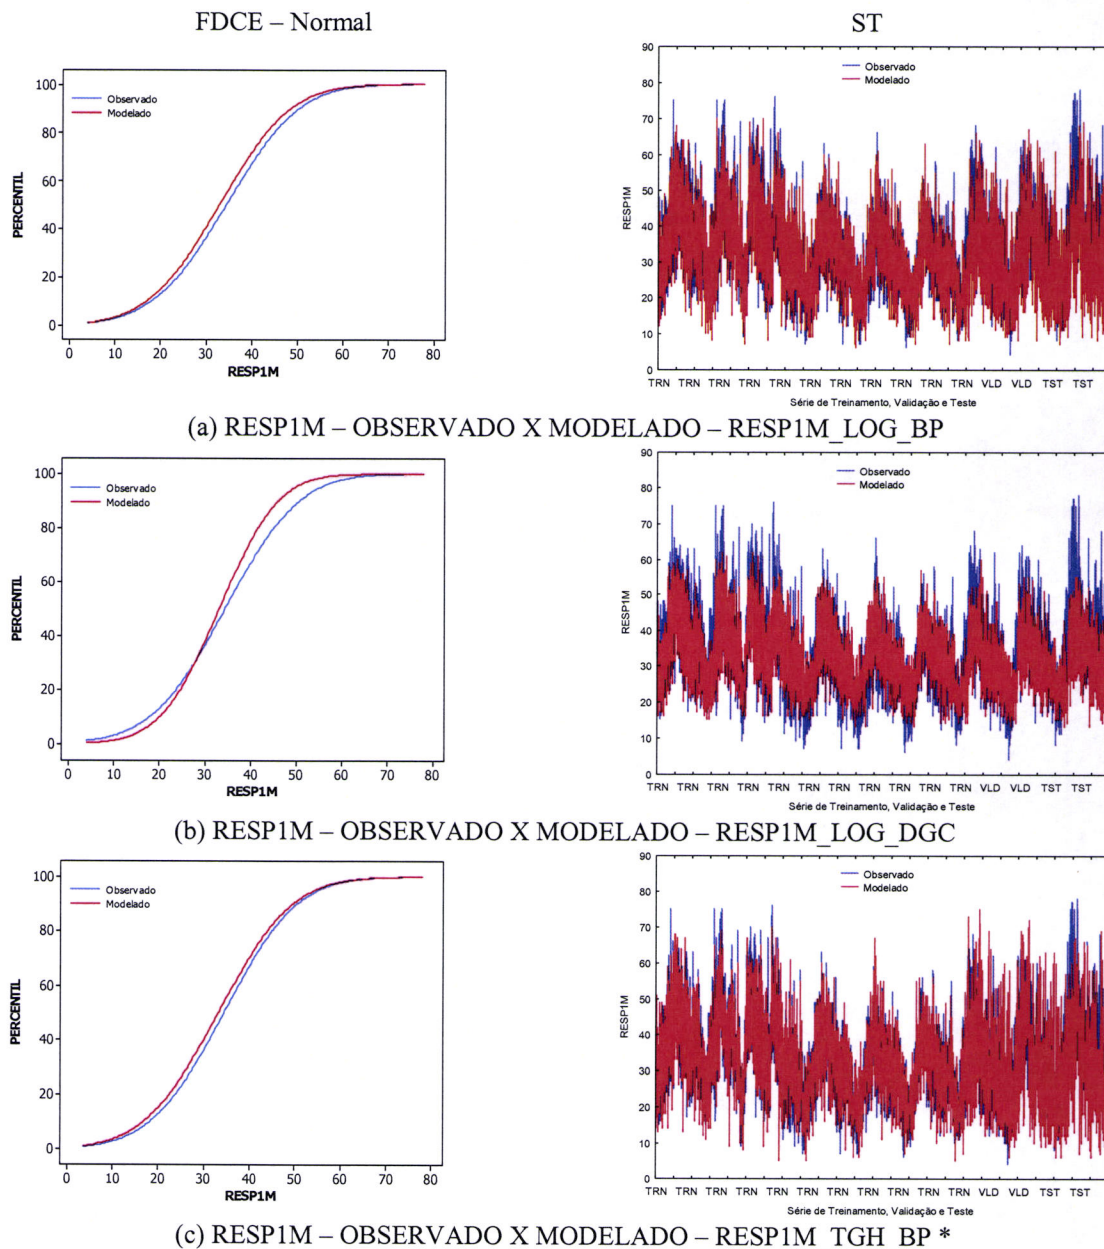 FDCE – Normal
ST
100
80
60
40
20
0
PERCENTIL
Observado
Modelado
0 10 20 30 40 50 60 70 80
RESP1M
90
80
70
60
50
40
30
20
10
0
RESP1M
Observado
Modelado
TRN TRN TRN TRN TRN TRN TRN TRN TRN TRN VLD VLD TST TST
Série de Treinamento, Validação e Teste
(a) RESP1M – OBSERVADO X MODELADO – RESP1M_LOG_BP
100
80
60
40
20
0
PERCENTIL
Observado
Modelado
0 10 20 30 40 50 60 70 80
RESP1M
90
80
70
60
50
40
30
20
10
0
RESP1M
Observado
Modelado
TRN TRN TRN TRN TRN TRN TRN TRN TRN TRN VLD VLD TST TST
Série de Treinamento, Validação e Teste
(b) RESP1M – OBSERVADO X MODELADO – RESP1M_LOG_DGC
100
80
60
40
20
0
PERCENTIL
Observado
Modelado
0 10 20 30 40 50 60 70 80
RESP1M
90
80
70
60
50
40
30
20
10
0
RESP1M
Observado
Modelado
TRN TRN TRN TRN TRN TRN TRN TRN TRN TRN VLD VLD TST TST
Série de Treinamento, Validação e Teste
(c) RESP1M – OBSERVADO X MODELADO – RESP1M_TGH_BP *